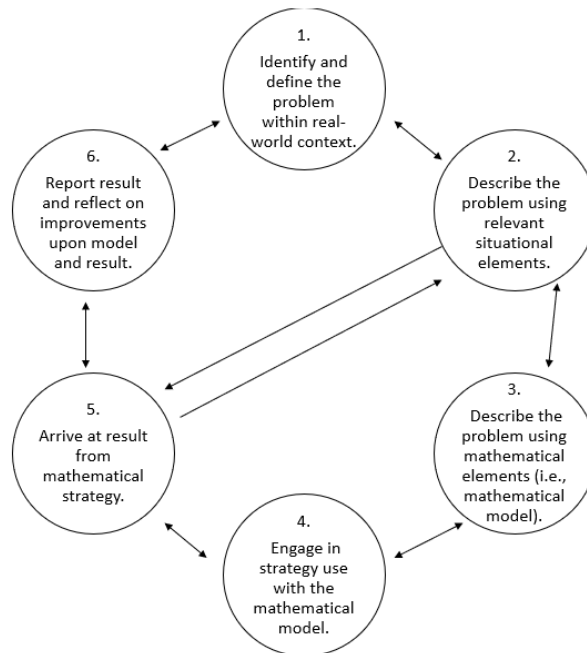 1.
Identify and
define the
problem
within real-
world context.
2.
Describe the
problem using
relevant
situational
elements.
3.
Describe the
problem using
mathematical
elements (i.e.,
mathematical
model).
4.
Engage in
strategy use
with the
mathematical
model.
5.
Arrive at result
from
mathematical
strategy.
6.
Report result
and reflect on
improvements
upon model
and result.